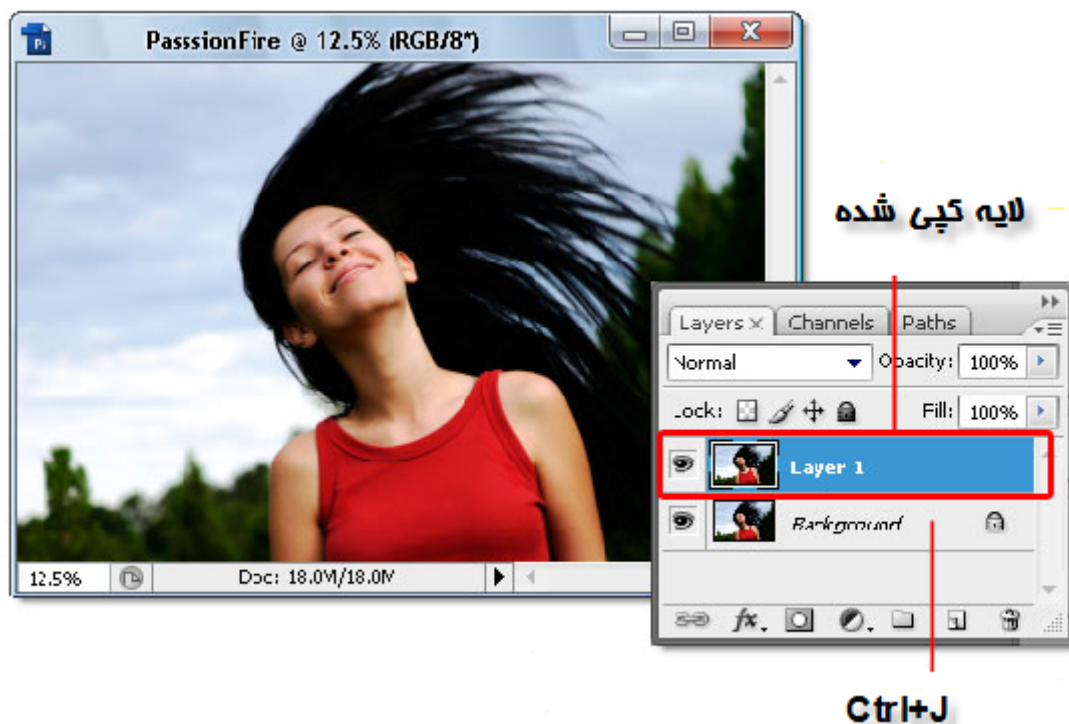 PasssionFire @ 12.5% (RGB/8*)
لایه کپی شده
Layers × Channels Paths
Normal Opacity: 100%
Lock: Fill: 100%
Layer 1
Background
12.5% Doc: 18.0M/18.0M
Ctrl+J